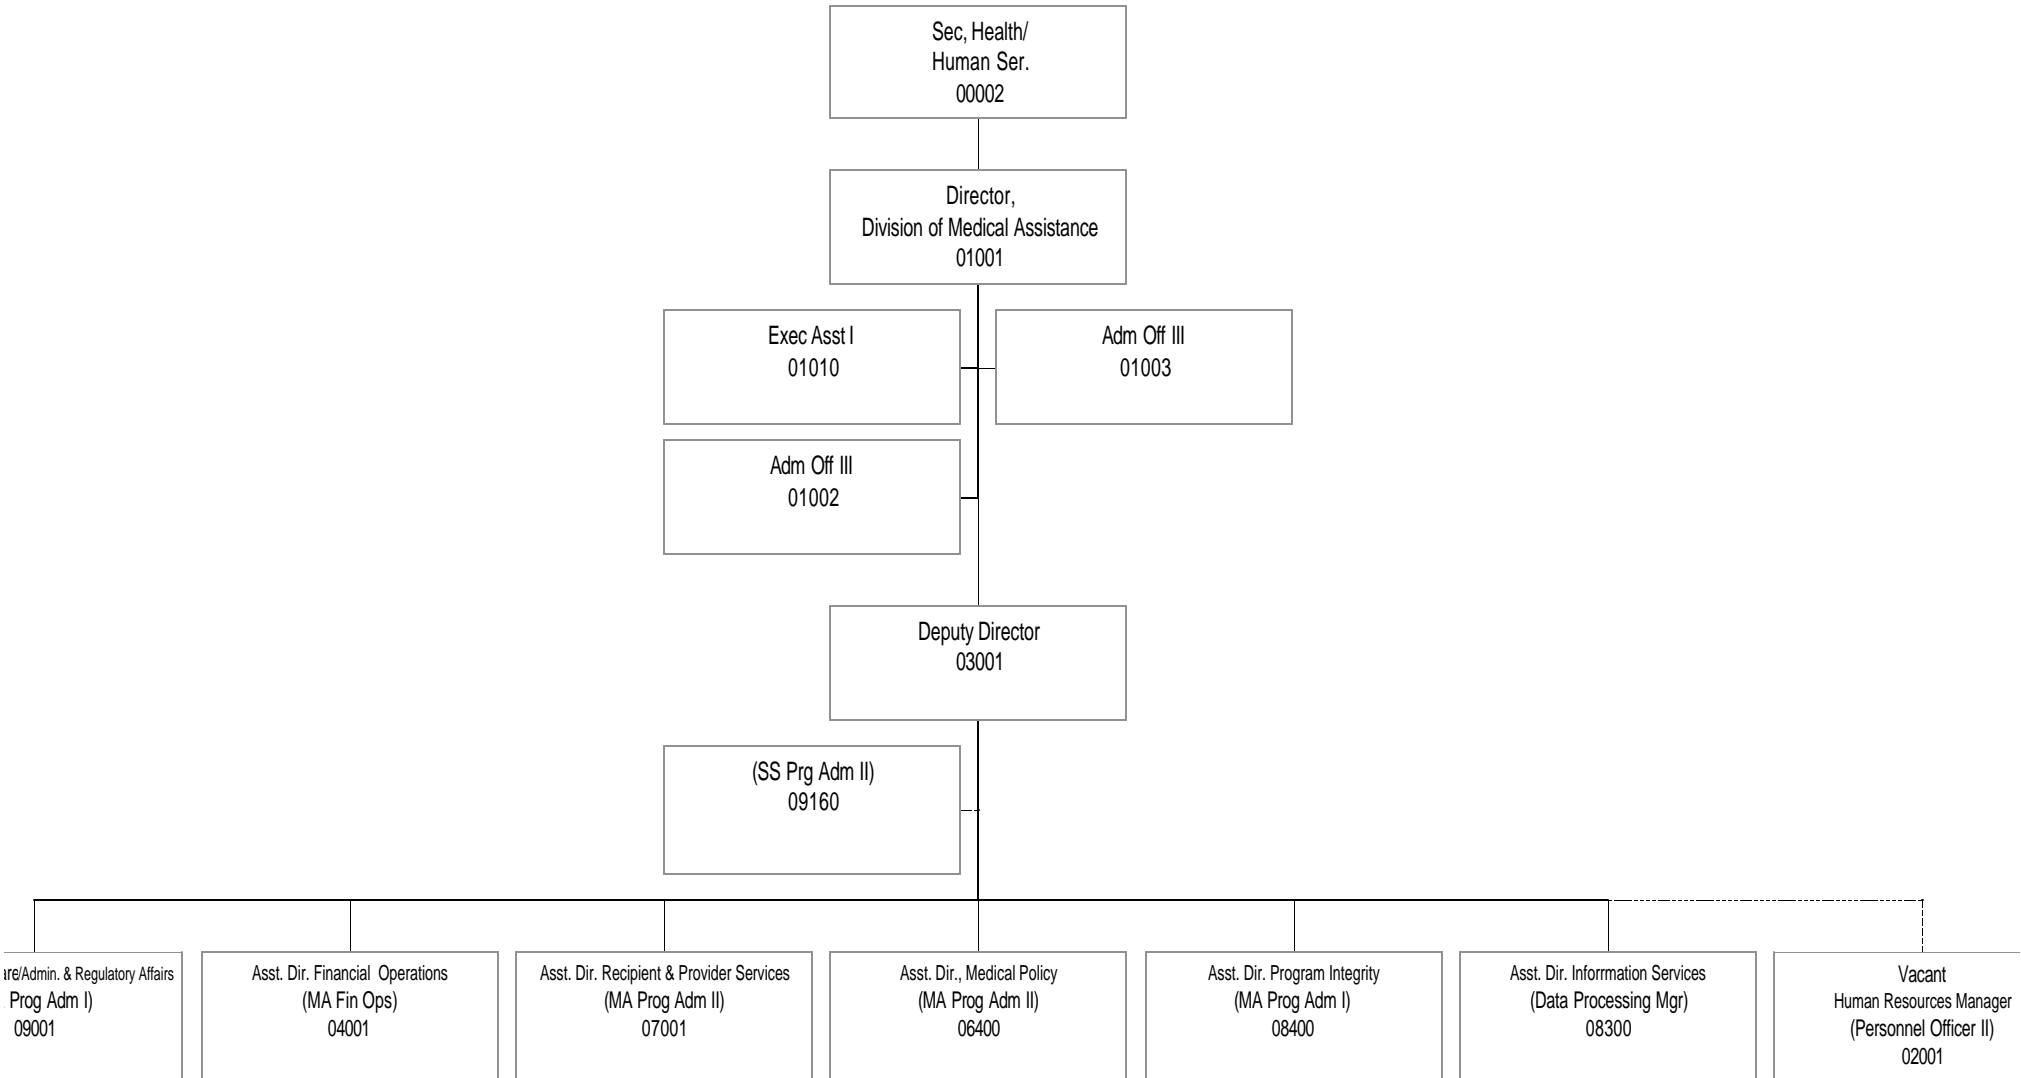 Sec, Health/
Human Ser.
00002
Director,
Division of Medical Assistance
01001
Exec Asst I
01010
Adm Off III
01003
Adm Off III
01002
Deputy Director
03001
(SS Prg Adm II)
09160
/Admin. & Regulatory Affairs
Prog Adm I)
09001
Asst. Dir. Financial Operations
(MA Fin Ops)
04001
Asst. Dir. Recipient & Provider Services
(MA Prog Adm II)
07001
Asst. Dir., Medical Policy
(MA Prog Adm II)
06400
Asst. Dir. Program Integrity
(MA Prog Adm I)
08400
Asst. Dir. Inforrmation Services
(Data Processing Mgr)
08300
Vacant
Human Resources Manager
(Personnel Officer II)
02001